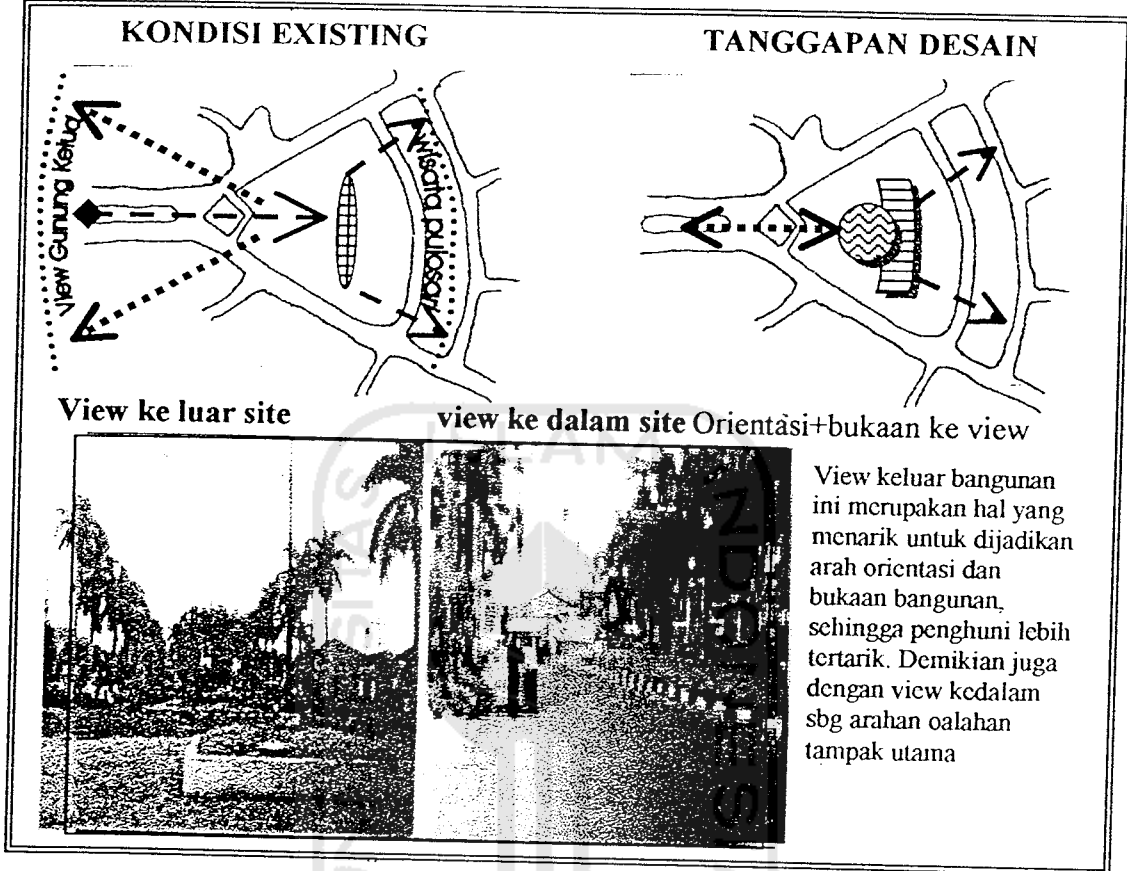 KONDISI EXISTING
TANGGAPAN DESAIN
View Gunung Ketug
wisata pulosari
View ke luar site
view ke dalam site Orientasi+bukaan ke view
View keluar bangunan
ini merupakan hal yang
menarik untuk dijadikan
arah orientasi dan
bukaan bangunan,
sehingga penghuni lebih
tertarik. Demikian juga
dengan view kedalam
sbg arahan oalahan
tampak utama
ISLAM